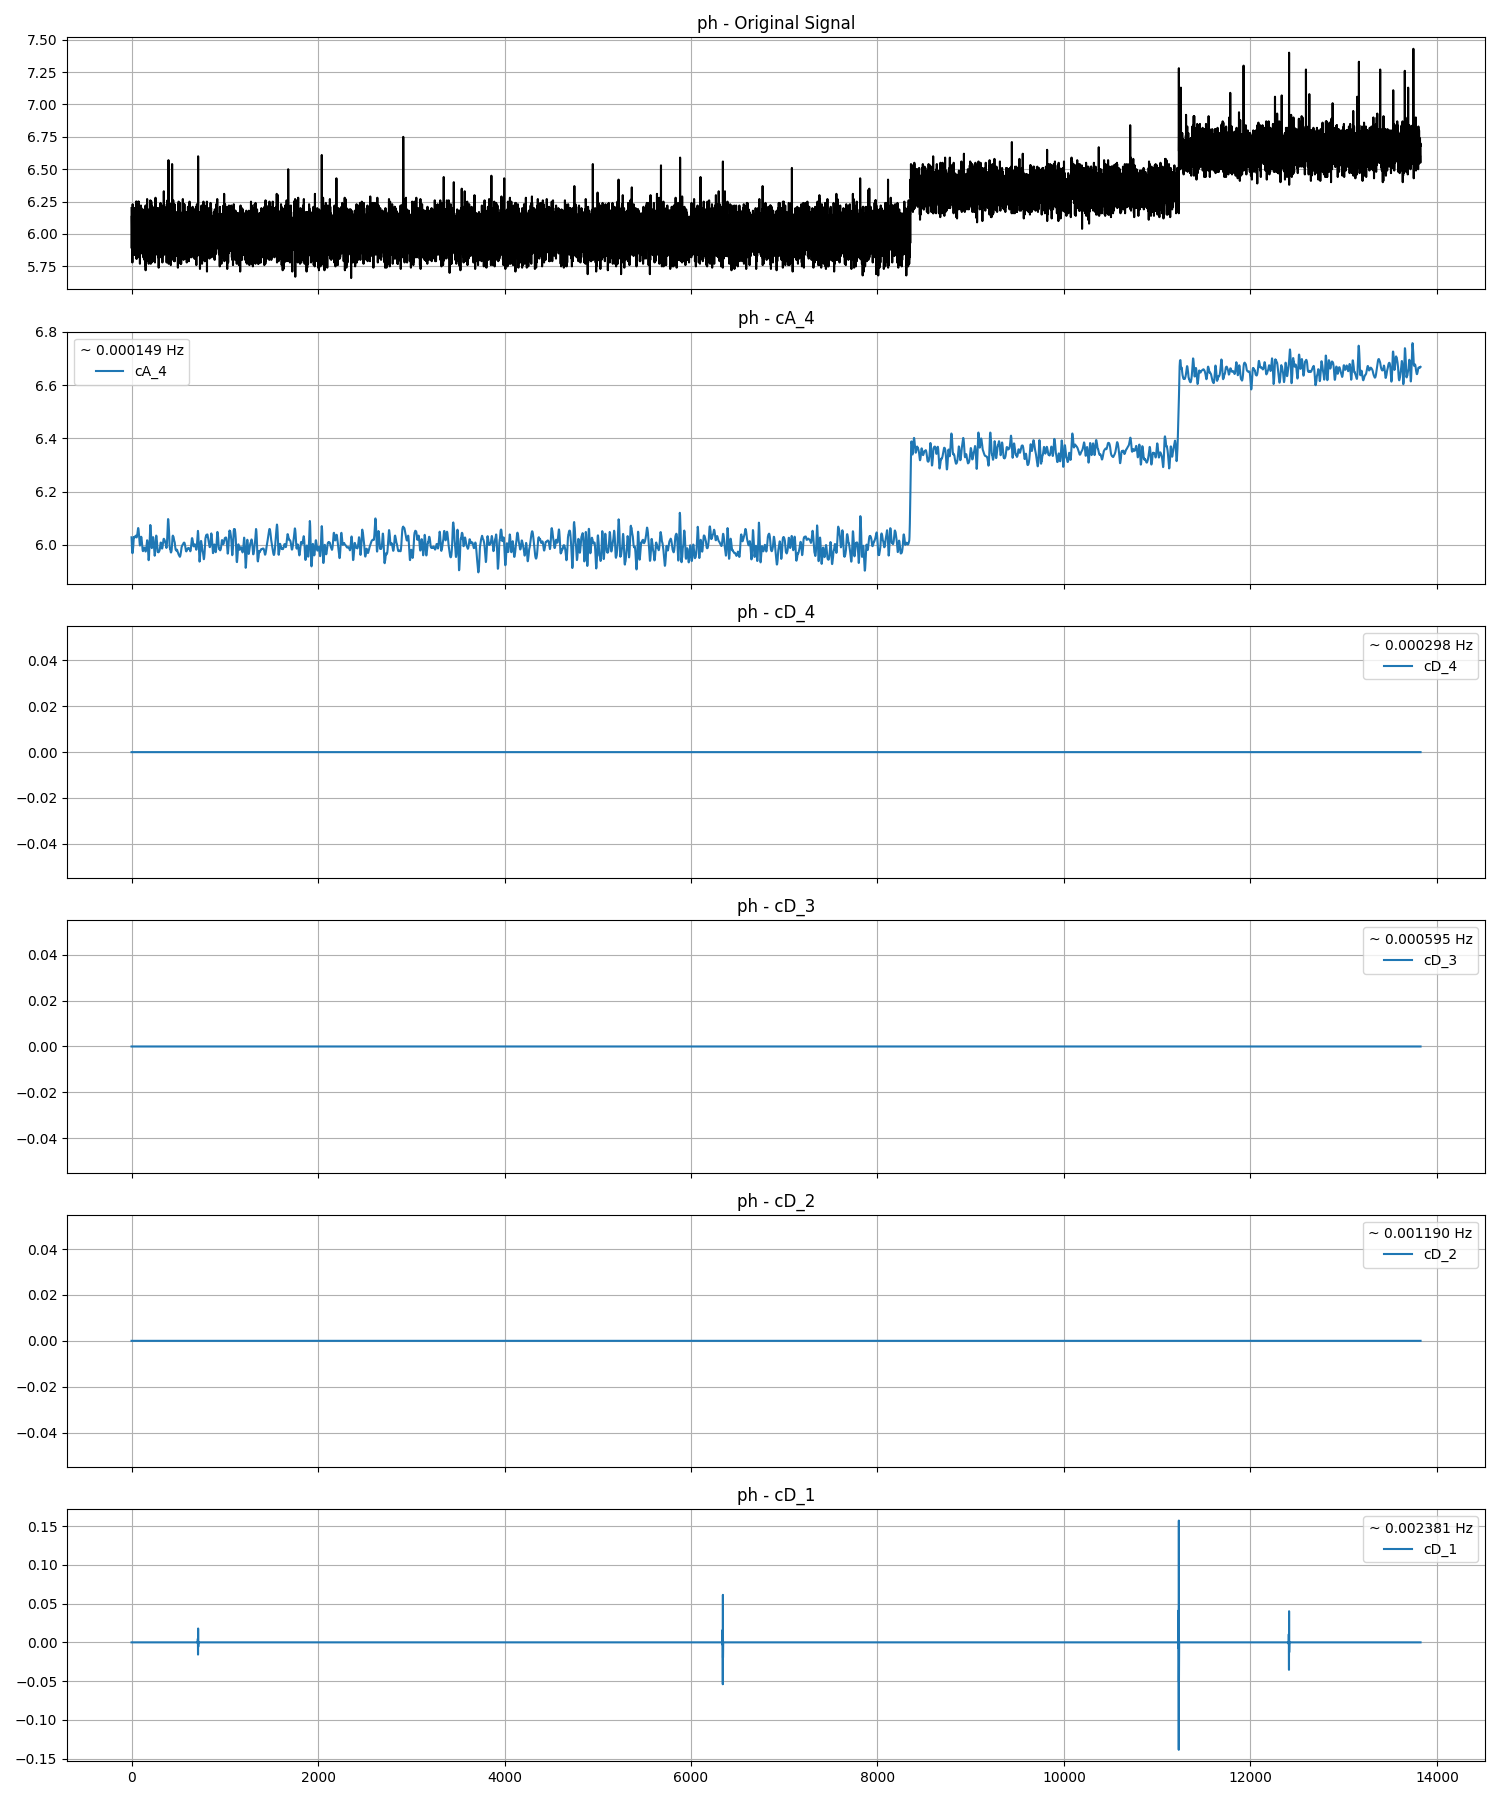 ph - Original Signal
7.50
7.25
7.00
6.75
6.50
6.25
6.00
5.75
ph - cA_4
6.8
6.6
6.4
6.2
6.0
~ 0.000149 Hz
cA_4
ph - cD_4
0.04
0.02
0.00
−0.02
−0.04
~ 0.000298 Hz
cD_4
ph - cD_3
0.04
0.02
0.00
−0.02
−0.04
~ 0.000595 Hz
cD_3
ph - cD_2
0.04
0.02
0.00
−0.02
−0.04
~ 0.001190 Hz
cD_2
ph - cD_1
0.15
0.10
0.05
0.00
−0.05
−0.10
−0.15
~ 0.002381 Hz
cD_1
0 2000 4000 6000 8000 10000 12000 14000